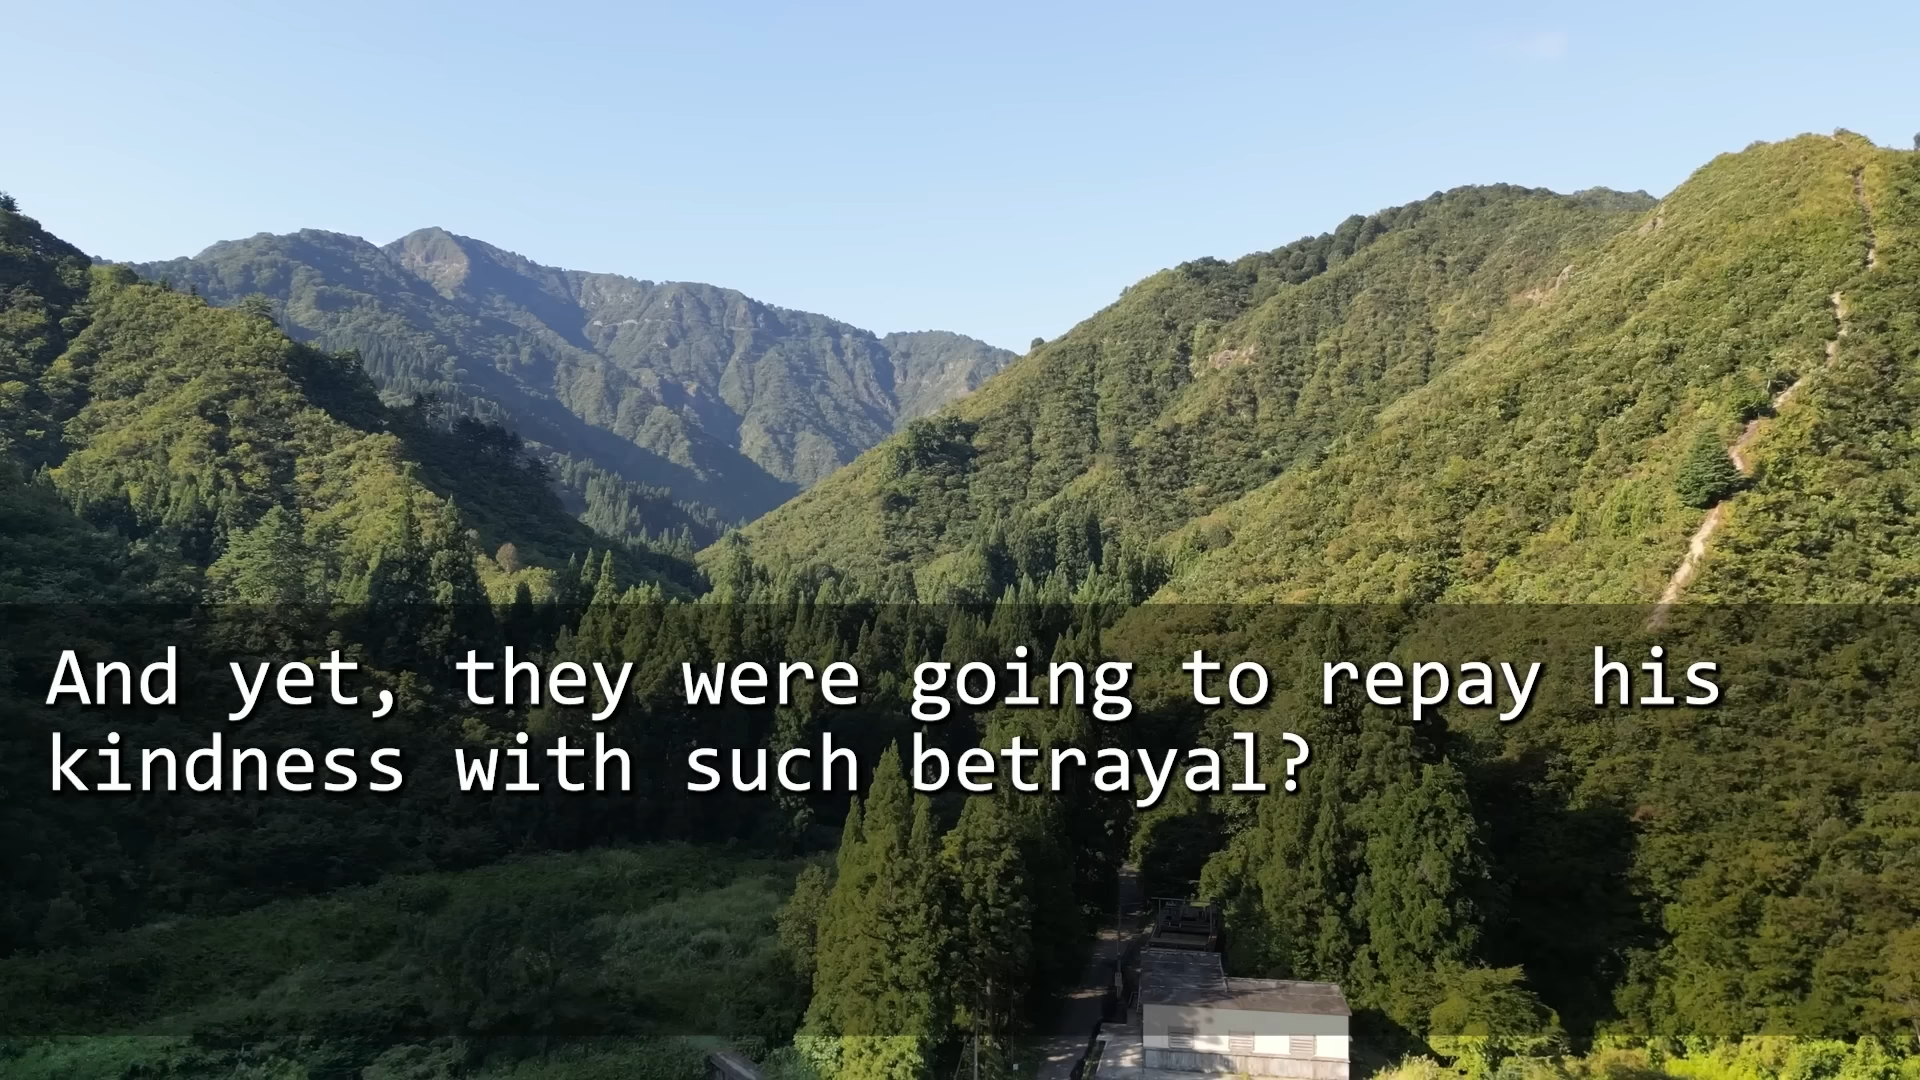 And yet, they were going to repay his
kindness with such betrayal?